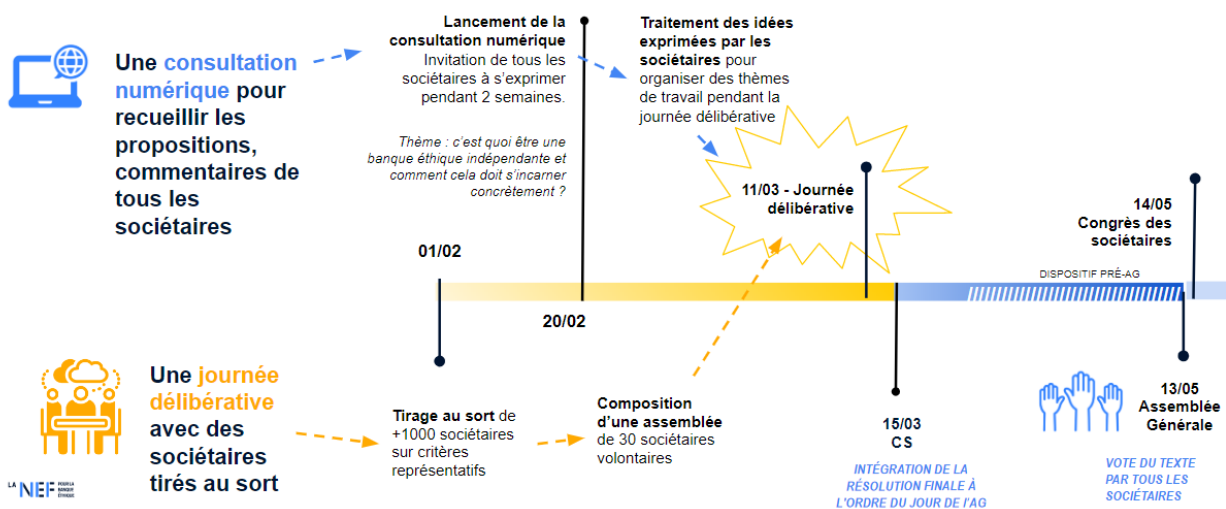 Une consultation
numérique pour
recueillir les
propositions,
commentaires de
tous les
sociétaires
Lancement de la
consultation numérique
Invitation de tous les
sociétaires à s'exprimer
pendant 2 semaines.
Thème : c'est quoi être une
banque éthique indépendante et
comment cela doit s'incarner
concrètement ?
Traitement des idées
exprimées par les
sociétaires pour
organiser des thèmes
de travail pendant la
journée délibérative
11/03 - Journée
délibérative
14/05
Congrès des
sociétaires
01/02
DISPOSITIF PRÉ-AG
20/02
Une journée
délibérative
avec des
sociétaires
tirés au sort
Tirage au sort de
+1000 sociétaires
sur critères
représentatifs
Composition
d'une assemblée
de 30 sociétaires
volontaires
15/03
CS
INTÉGRATION DE LA
RÉSOLUTION FINALE À
L'ORDRE DU JOUR DE l'AG
13/05
Assemblée
Générale
VOTE DU TEXTE
PAR TOUS LES
SOCIÉTAIRES
LA NEF POUR LA
BANQUE
ÉTHIQUE